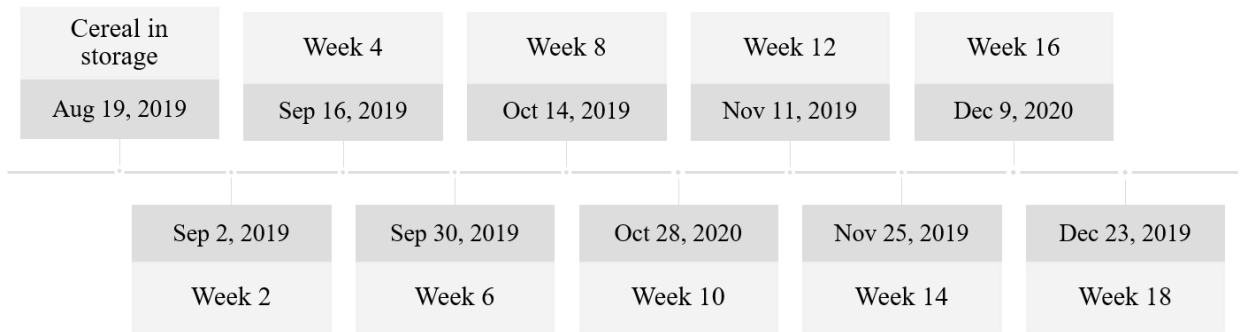 Cereal in
storage
Aug 19, 2019
Week 4
Sep 16, 2019
Week 8
Oct 14, 2019
Week 12
Nov 11, 2019
Week 16
Dec 9, 2020
Sep 2, 2019
Week 2
Sep 30, 2019
Week 6
Oct 28, 2020
Week 10
Nov 25, 2019
Week 14
Dec 23, 2019
Week 18